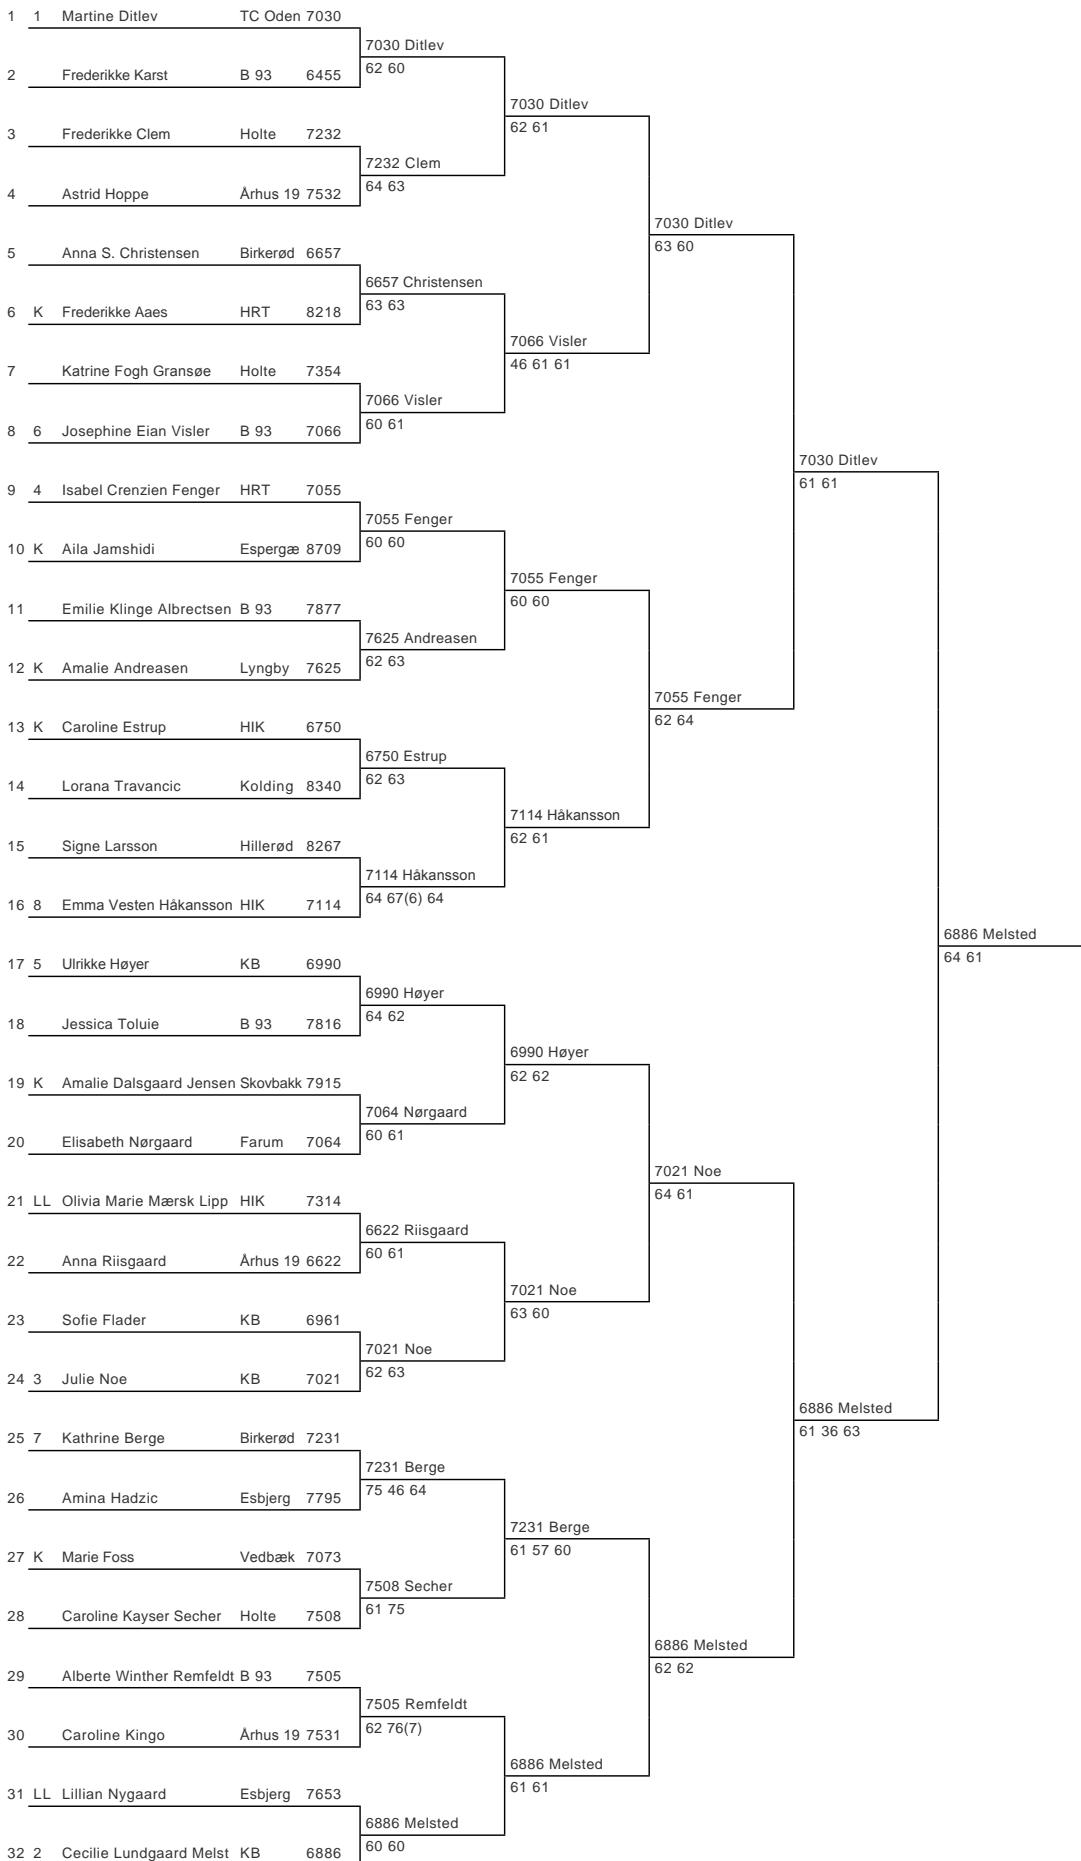 1 1 Martine Ditlev TC Oden 7030
7030 Ditlev
62 60
2 Frederikke Karst B 93 6455
7030 Ditlev
62 61
3 Frederikke Clem Holte 7232
7232 Clem
64 63
4 Astrid Hoppe Århus 19 7532
7030 Ditlev
63 60
5 Anna S. Christensen Birkerød 6657
6657 Christensen
63 63
6 K Frederikke Aaes HRT 8218
7066 Visler
46 61 61
7 Katrine Fogh Gransøe Holte 7354
7066 Visler
60 61
8 6 Josephine Eian Visler B 93 7066
7030 Ditlev
61 61
9 4 Isabel Crenzien Fenger HRT 7055
7055 Fenger
60 60
10 K Aila Jamshidi Espergæ 8709
7055 Fenger
60 60
11 Emilie Klinge Albrectsen B 93 7877
7625 Andreasen
62 63
12 K Amalie Andreasen Lyngby 7625
7055 Fenger
62 64
13 K Caroline Estrup HIK 6750
6750 Estrup
62 63
14 Lorana Travancic Kolding 8340
7114 Håkansson
62 61
15 Signe Larsson Hillerød 8267
7114 Håkansson
64 67(6) 64
16 8 Emma Vesten Håkansson HIK 7114
6886 Melsted
64 61
17 5 Ulrikke Høyer KB 6990
6990 Høyer
64 62
18 Jessica Toluie B 93 7816
6990 Høyer
62 62
19 K Amalie Dalsgaard Jensen Skovbakk 7915
7064 Nørgaard
60 61
20 Elisabeth Nørgaard Farum 7064
7021 Noe
64 61
21 LL Olivia Marie Mærsk Lipp HIK 7314
6622 Riisgaard
60 61
22 Anna Riisgaard Århus 19 6622
7021 Noe
63 60
23 Sofie Flader KB 6961
7021 Noe
62 63
24 3 Julie Noe KB 7021
6886 Melsted
61 36 63
25 7 Kathrine Berge Birkerød 7231
7231 Berge
75 46 64
26 Amina Hadzic Esbjerg 7795
7231 Berge
61 57 60
27 K Marie Foss Vedbæk 7073
7508 Secher
61 75
28 Caroline Kayser Secher Holte 7508
6886 Melsted
62 62
29 Alberte Winther Remfeldt B 93 7505
7505 Remfeldt
62 76(7)
30 Caroline Kingo Århus 19 7531
6886 Melsted
61 61
31 LL Lillian Nygaard Esbjerg 7653
6886 Melsted
60 60
32 2 Cecilie Lundgaard Melst KB 6886